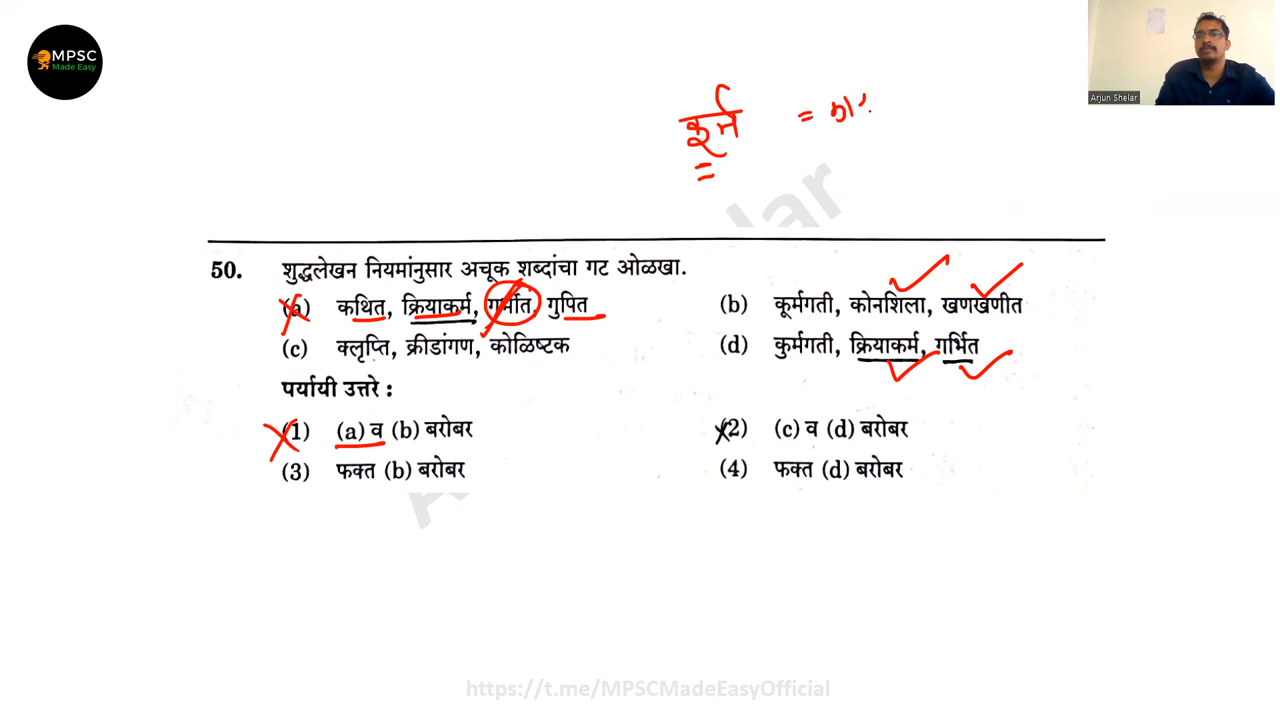 MPSC
Made Easy
Arjun Shelar
कूर्म =
50. शुद्धलेखन नियमांनुसार अचूक शब्दांचा गट ओळखा.
(a) कथित, क्रियाकर्म, गर्भीत, गुपित (b) कूर्मगती, कोनशिला, खणखणीत
(c) क्लृप्ति, क्रीडांगण, कोळिष्टक (d) कुर्मगती, क्रियाकर्म, गर्भित
पर्यायी उत्तरे :
(1) (a) व (b) बरोबर (2) (c) व (d) बरोबर
(3) फक्त (b) बरोबर (4) फक्त (d) बरोबर
https://t.me/MPSCMadeEasyOfficial